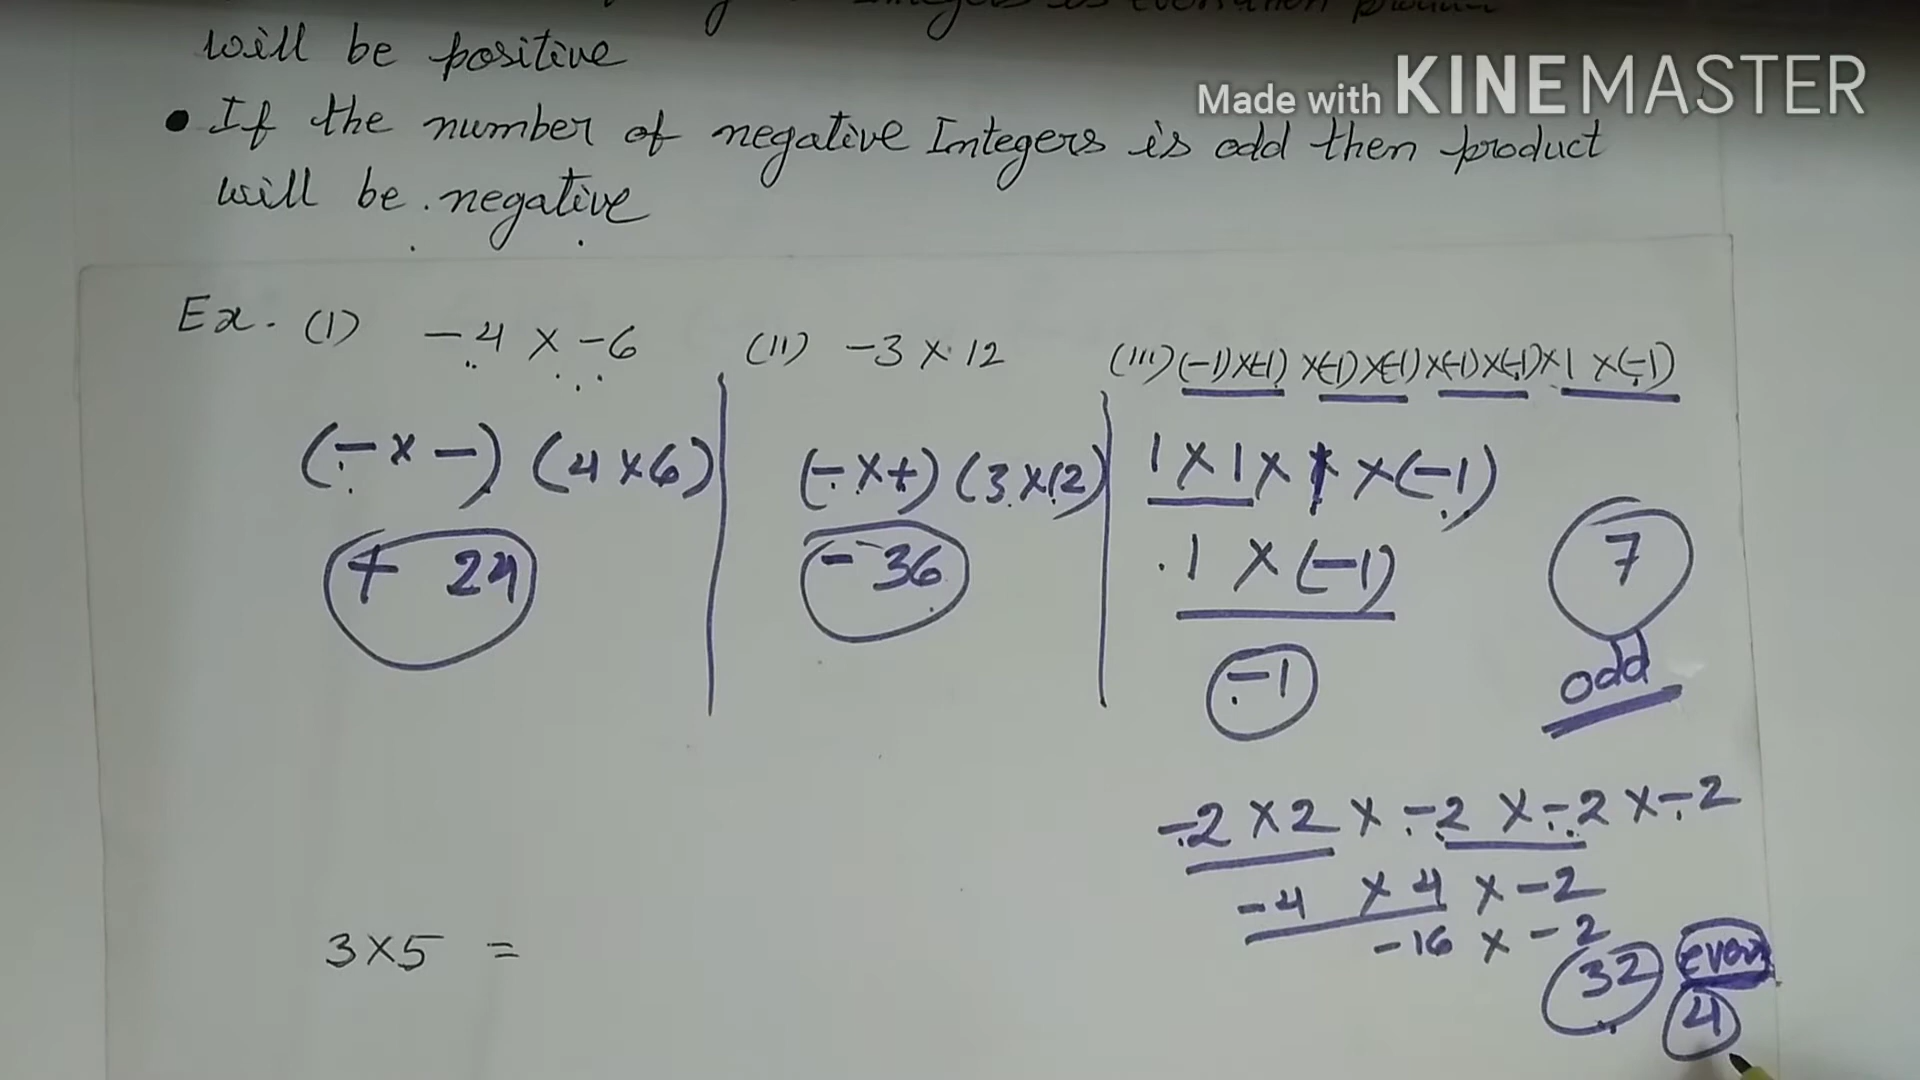 will be positive
Made with KINEMASTER
• If the number of negative Integers is odd then product
will be negative
Ex. (I) -4 × -6 (II) -3 × 12 (III) (-1)×(-1) ×(-1)×(-1)×(-1)×(-1)×1×(-1)
(-×-) (4×6) (-×+) (3×12) 1×1×1×(-1)
+ 24 - 36 1×(-1) 7
-1 odd
-2×2×-2×-2×-2
-4 ×4×-2
3×5 = -16 × -2
32 even
4